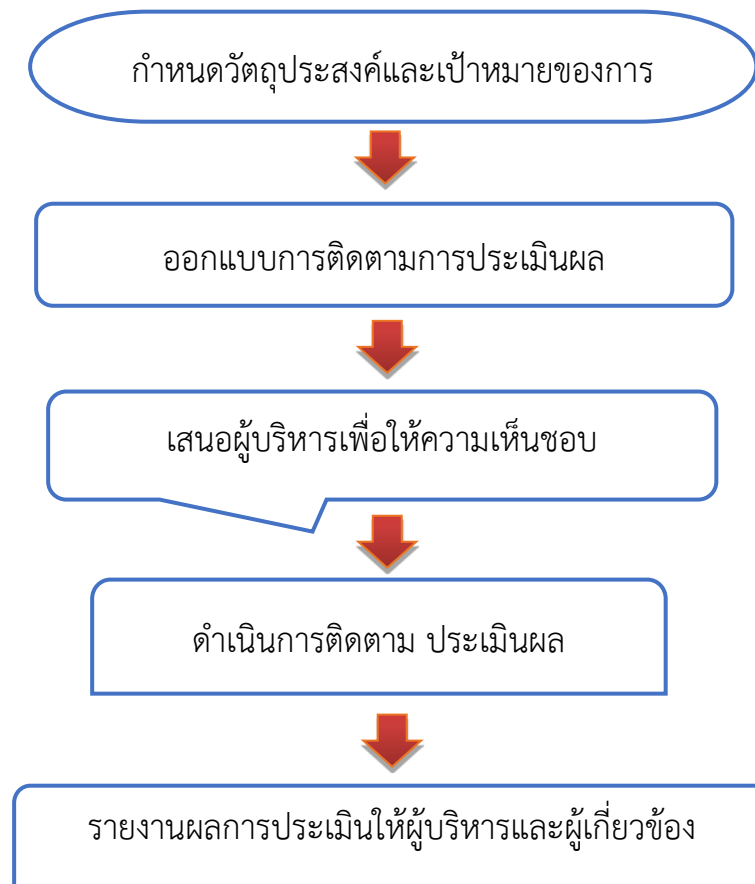 กำหนดวัตถุประสงค์และเป้าหมายของการ
ออกแบบการติดตามการประเมินผล
เสนอผู้บริหารเพื่อให้ความเห็นชอบ
ดำเนินการติดตาม ประเมินผล
รายงานผลการประเมินให้ผู้บริหารและผู้เกี่ยวข้อง